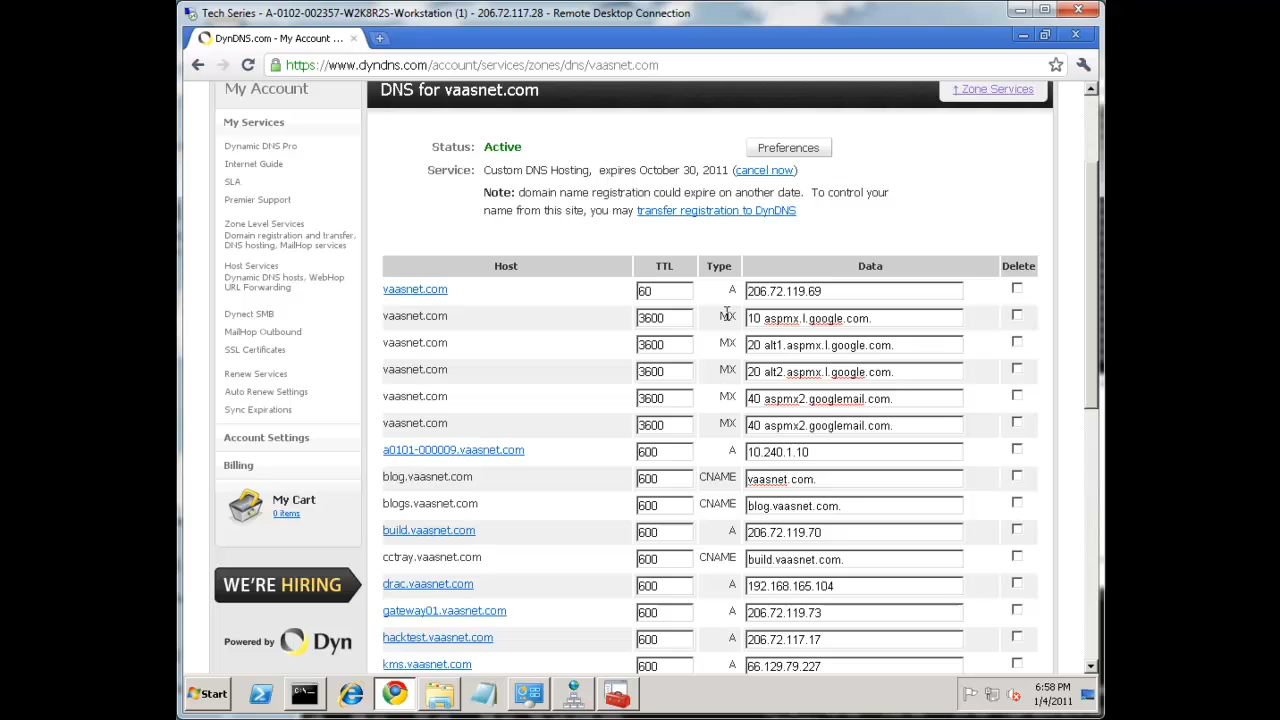 Tech Series - A-0102-002357-W2K8R2S-Workstation (1) - 206.72.117.28 - Remote Desktop Connection
DynDNS.com - My Account ...
https://www.dyndns.com/account/services/zones/dns/vaasnet.com
My Account
DNS for vaasnet.com
↑ Zone Services
My Services
Dynamic DNS Pro
Internet Guide
SLA
Premier Support
Zone Level Services
Domain registration and transfer,
DNS hosting, MailHop services
Host Services
Dynamic DNS hosts, WebHop
URL Forwarding
Dynect SMB
MailHop Outbound
SSL Certificates
Renew Services
Auto Renew Settings
Sync Expirations
Account Settings
Billing
My Cart
0 items
WE'RE HIRING
Powered by Dyn
Status: Active
Preferences
Service: Custom DNS Hosting, expires October 30, 2011 (cancel now)
Note: domain name registration could expire on another date. To control your
name from this site, you may transfer registration to DynDNS
Host TTL Type Data Delete
vaasnet.com 60 A 206.72.119.69
vaasnet.com 3600 MX 10 aspmx.l.google.com.
vaasnet.com 3600 MX 20 alt1.aspmx.l.google.com.
vaasnet.com 3600 MX 20 alt2.aspmx.l.google.com.
vaasnet.com 3600 MX 40 aspmx2.googlemail.com.
vaasnet.com 3600 MX 40 aspmx2.googlemail.com.
a0101-000009.vaasnet.com 600 A 10.240.1.10
blog.vaasnet.com 600 CNAME vaasnet.com.
blogs.vaasnet.com 600 CNAME blog.vaasnet.com.
build.vaasnet.com 600 A 206.72.119.70
cctray.vaasnet.com 600 CNAME build.vaasnet.com.
drac.vaasnet.com 600 A 192.168.165.104
gateway01.vaasnet.com 600 A 206.72.119.73
hacktest.vaasnet.com 600 A 206.72.117.17
kms.vaasnet.com 600 A 66.129.79.227
Start
6:58 PM
1/4/2011